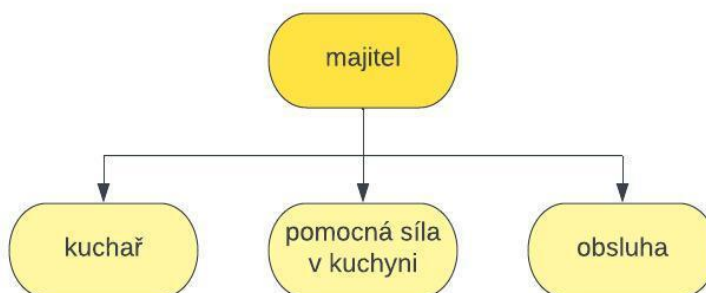 majitel
kuchař
pomocná síla
v kuchyni
obsluha